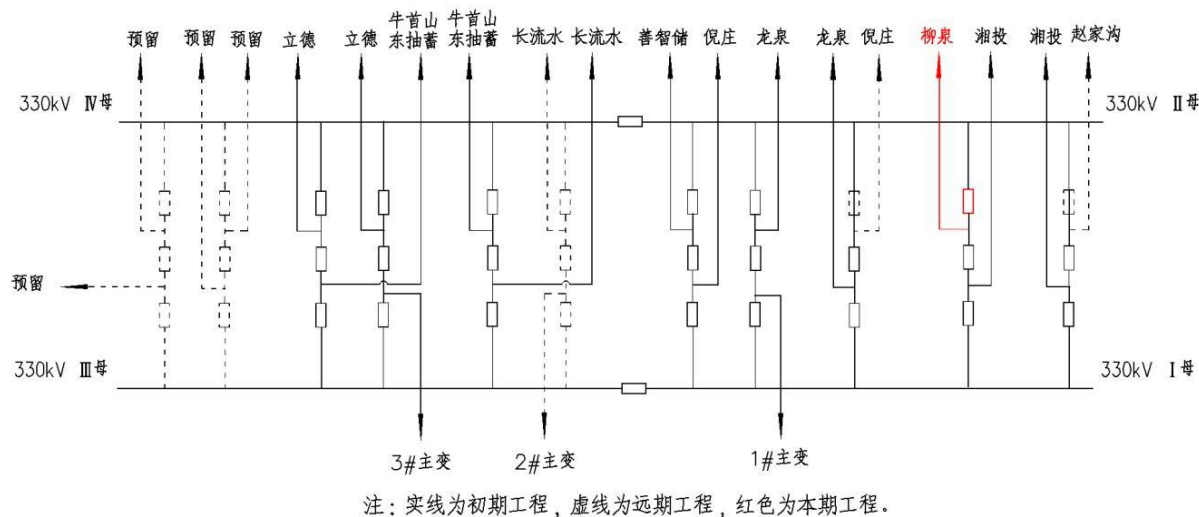 预留 预留 预留 立德 立德 牛首山东抽蓄 牛首山东抽蓄 长流水 长流水 善智储 倪庄 龙泉 龙泉 倪庄 柳泉 湘投 湘投 赵家沟
330kV Ⅳ母 330kV Ⅱ母
预留
330kV Ⅲ母 330kV Ⅰ母
3#主变 2#主变 1#主变
注：实线为初期工程，虚线为远期工程，红色为本期工程。